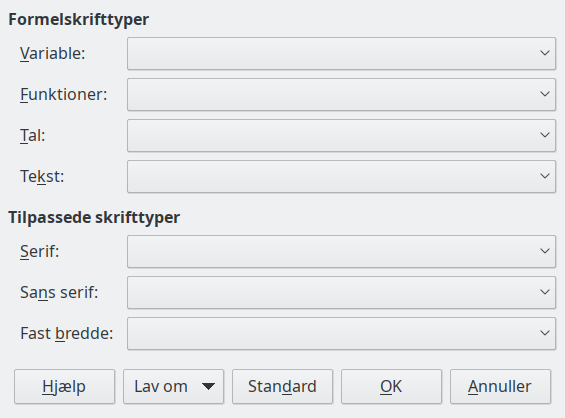 Formelskrifttyper
Variable:
Funktioner:
Tal:
Tekst:
Tilpassede skrifttyper
Serif:
Sans serif:
Fast bredde:
Hjælp Lav om Standard OK Annuller